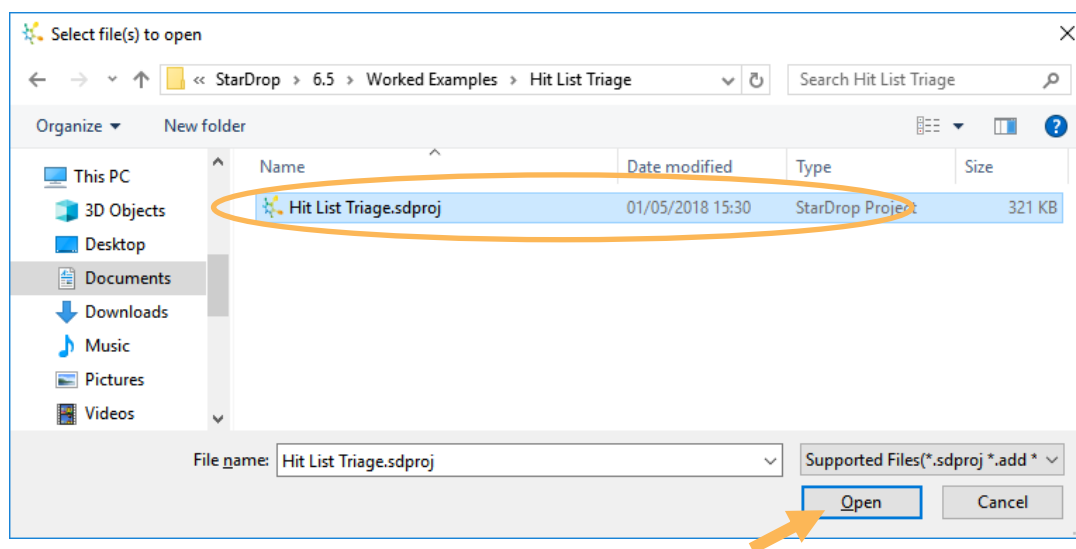 Select file(s) to open
« StarDrop > 6.5 > Worked Examples > Hit List Triage
Search Hit List Triage
Organize
New folder
?
Name
Date modified
Type
Size
This PC
3D Objects
Desktop
Documents
Downloads
Music
Pictures
Videos
Hit List Triage.sdproj 01/05/2018 15:30 StarDrop Project 321 KB
File name: Hit List Triage.sdproj
Supported Files(*.sdproj *.add *
Open
Cancel